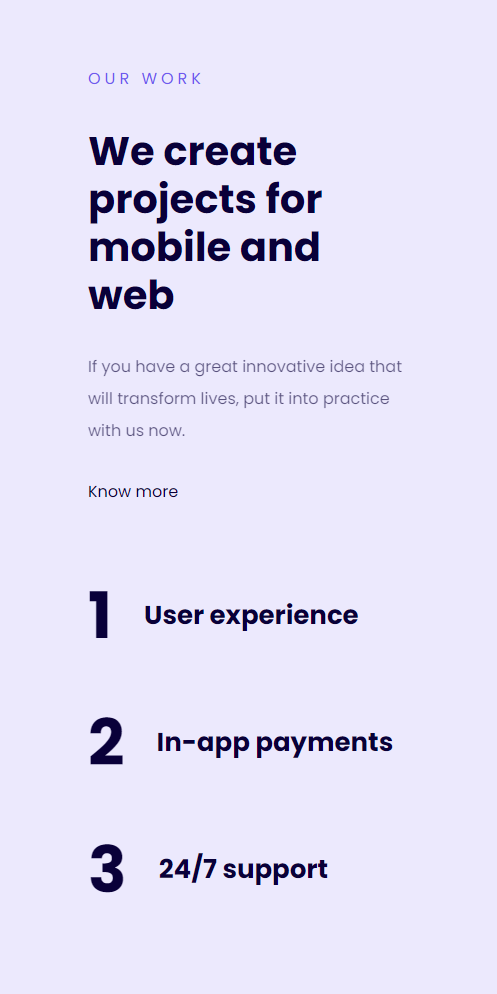 OUR WORK
We create
projects for
mobile and
web
If you have a great innovative idea that
will transform lives, put it into practice
with us now.
Know more
1 User experience
2 In-app payments
3 24/7 support